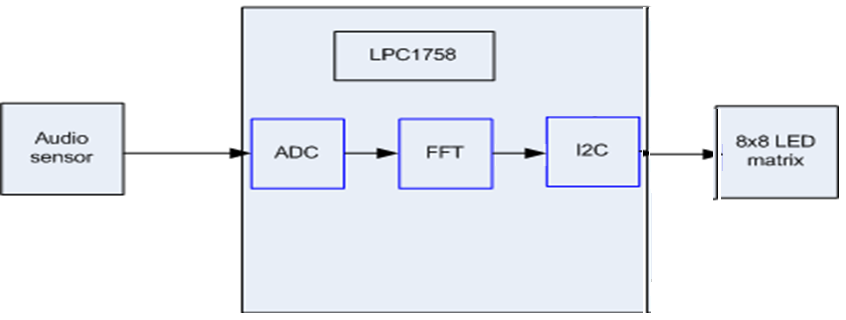 LPC1758
Audio
sensor
ADC
FFT
I2C
8x8 LED
matrix